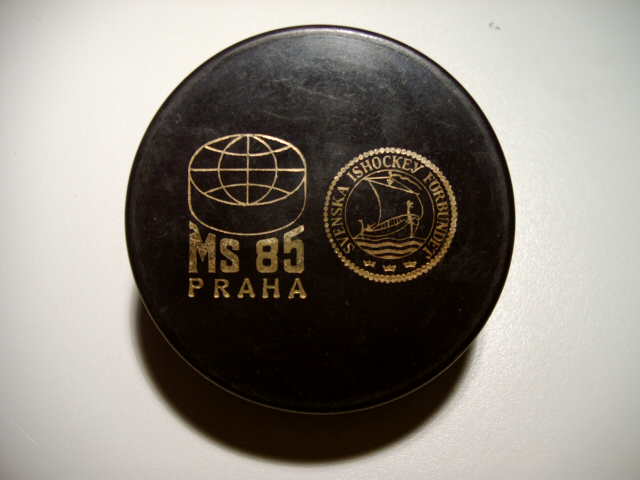 Ms 85
PRAHA
SVENSKA ISHOCKEY FÖRBUNDET